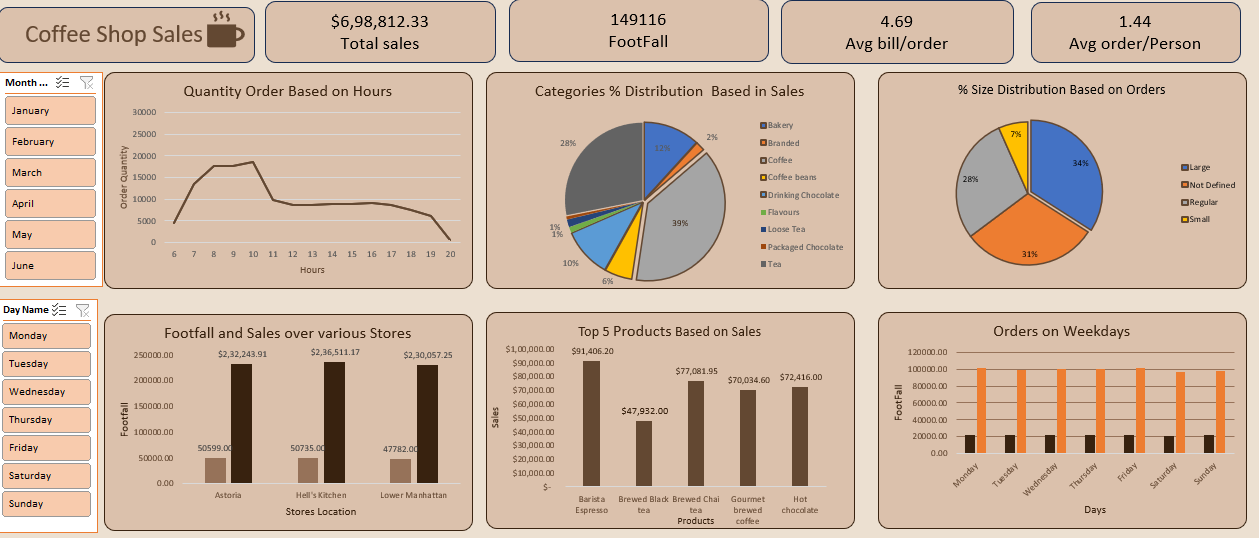 Coffee Shop Sales
$6,98,812.33
Total sales
149116
FootFall
4.69
Avg bill/order
1.44
Avg order/Person
Month ...
January
February
March
April
May
June
Quantity Order Based on Hours
30000
25000
20000
15000
10000
5000
0
Order Quantity
6 7 8 9 10 11 12 13 14 15 16 17 18 19 20
Hours
Categories % Distribution Based in Sales
28%
12%
2%
39%
6%
10%
1%
1%
Bakery
Branded
Coffee
Coffee beans
Drinking Chocolate
Flavours
Loose Tea
Packaged Chocolate
Tea
% Size Distribution Based on Orders
7%
34%
28%
31%
Large
Not Defined
Regular
Small
Day Name
Monday
Tuesday
Wednesday
Thursday
Friday
Saturday
Sunday
Footfall and Sales over various Stores
250000.00
200000.00
150000.00
100000.00
50000.00
0.00
Footfall
$2,32,243.91
$2,36,511.17
$2,30,057.25
50599.00
50735.00
47782.00
Astoria
Hell's Kitchen
Lower Manhattan
Stores Location
Top 5 Products Based on Sales
$1,00,000.00
$90,000.00
$80,000.00
$70,000.00
$60,000.00
$50,000.00
$40,000.00
$30,000.00
$20,000.00
$10,000.00
$-
Sales
$91,406.20
$47,932.00
$77,081.95
$70,034.60
$72,416.00
Barista
Espresso
Brewed Black
tea
Brewed Chai
tea
Gourmet
brewed
coffee
Hot
chocolate
Products
Orders on Weekdays
120000.00
100000.00
80000.00
60000.00
40000.00
20000.00
0.00
FootFall
Monday
Tuesday
Wednesday
Thursday
Friday
Saturday
Sunday
Days